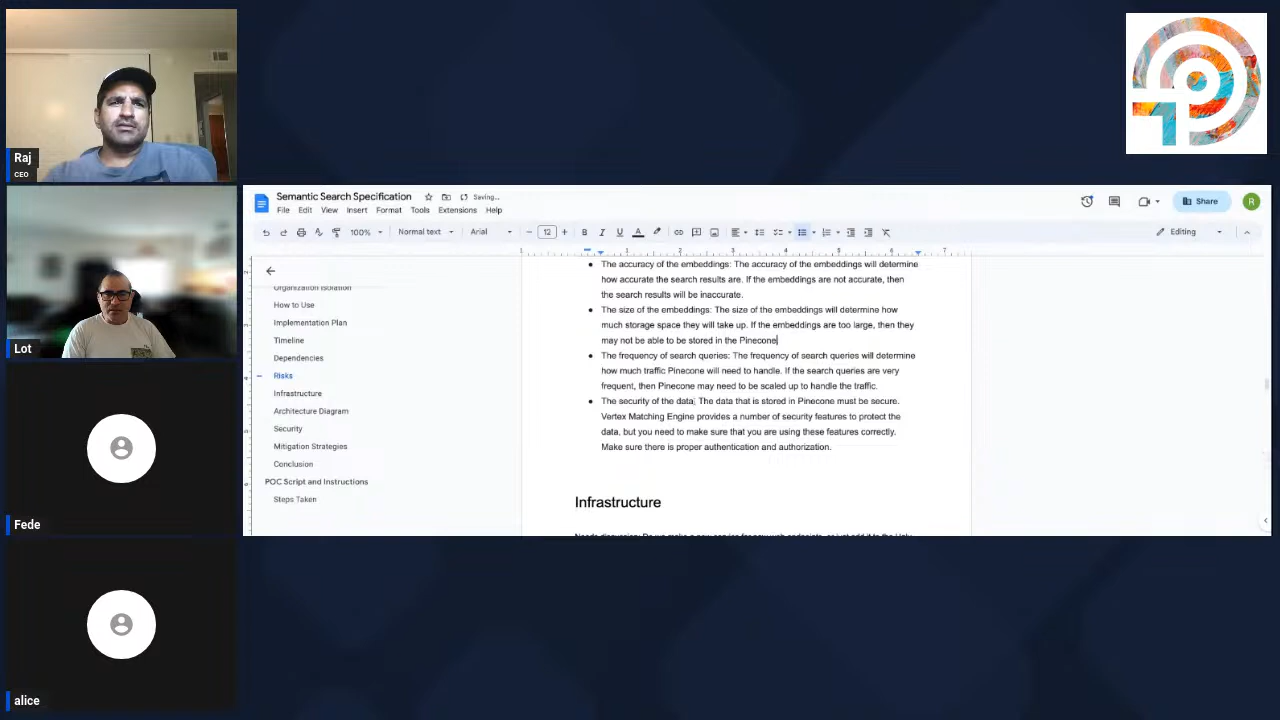 Raj
CEO
Lot
Fede
alice
Semantic Search Specification
Saving...
File Edit View Insert Format Tools Extensions Help
Share
R
100% Normal text Arial 12 Editing
1 1 2 3 4 5 6 7
Organization Isolation
How to Use
Implementation Plan
Timeline
Dependencies
Risks
Infrastructure
Architecture Diagram
Security
Mitigation Strategies
Conclusion
POC Script and Instructions
Steps Taken
The accuracy of the embeddings: The accuracy of the embeddings will determine
how accurate the search results are. If the embeddings are not accurate, then
the search results will be inaccurate.
The size of the embeddings: The size of the embeddings will determine how
much storage space they will take up. If the embeddings are too large, then they
may not be able to be stored in the Pinecone
The frequency of search queries: The frequency of search queries will determine
how much traffic Pinecone will need to handle. If the search queries are very
frequent, then Pinecone may need to be scaled up to handle the traffic.
The security of the data: The data that is stored in Pinecone must be secure.
Vertex Matching Engine provides a number of security features to protect the
data, but you need to make sure that you are using these features correctly.
Make sure there is proper authentication and authorization.
Infrastructure